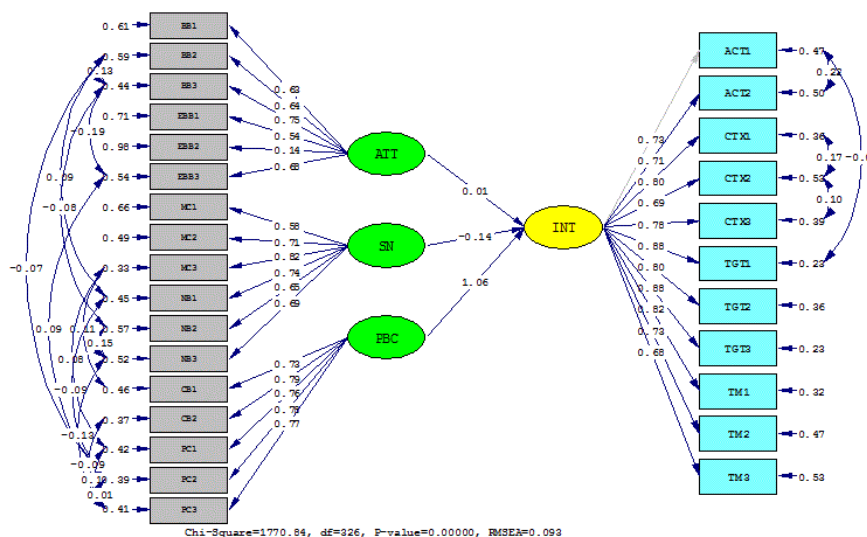 0.61 BB1
0.59 BB2
0.13
0.44 BB3
0.71 EBB1
-0.19
0.98 EBB2
0.54 EBB3
0.09
0.66 MC1
-0.08
0.49 MC2
0.33 MC3
-0.07
0.45 NB1
0.09 0.11
0.57 NB2
0.15
0.08 0.52 NB3
-0.09
0.46 CB1
0.37 CB2
-0.13
0.42 PC1
-0.09
0.39 PC2
0.01
0.41 PC3
0.63
0.64
0.75
0.54
0.14
0.68
ATT
0.58
0.71
0.82
0.74
0.65
0.69
SN
0.73
0.79
0.76
0.77
PBC
0.01
-0.14
1.06
INT
0.73
0.71
0.80
0.69
0.78
0.88
0.80
0.88
0.82
0.73
0.68
ACT1 0.47
0.22
ACT2 0.50
CTX1 0.36
0.17
CTX2 0.53
0.10
CTX3 0.39
TGT1 0.23
TGT2 0.36
TGT3 0.23
TM1 0.32
TM2 0.47
TM3 0.53
Chi-Square=1770.84, df=326, P-value=0.00000, RMSEA=0.093